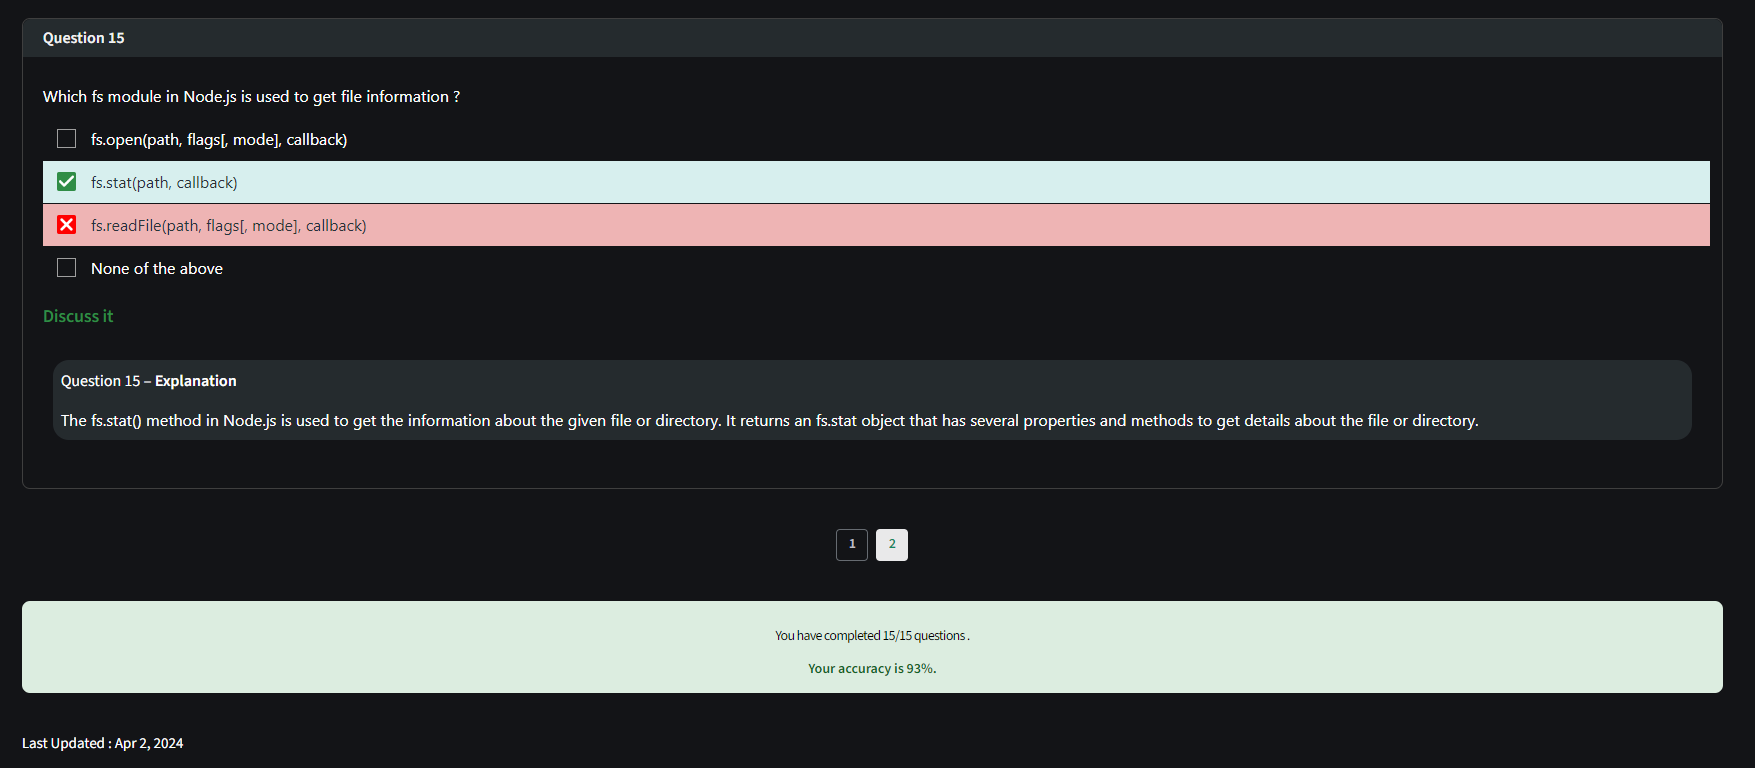 Question 15
Which fs module in Node.js is used to get file information ?
fs.open(path, flags[, mode], callback)
fs.stat(path, callback)
fs.readFile(path, flags[, mode], callback)
None of the above
Discuss it
Question 15 – Explanation
The fs.stat() method in Node.js is used to get the information about the given file or directory. It returns an fs.stat object that has several properties and methods to get details about the file or directory.
1 2
You have completed 15/15 questions .
Your accuracy is 93%.
Last Updated : Apr 2, 2024